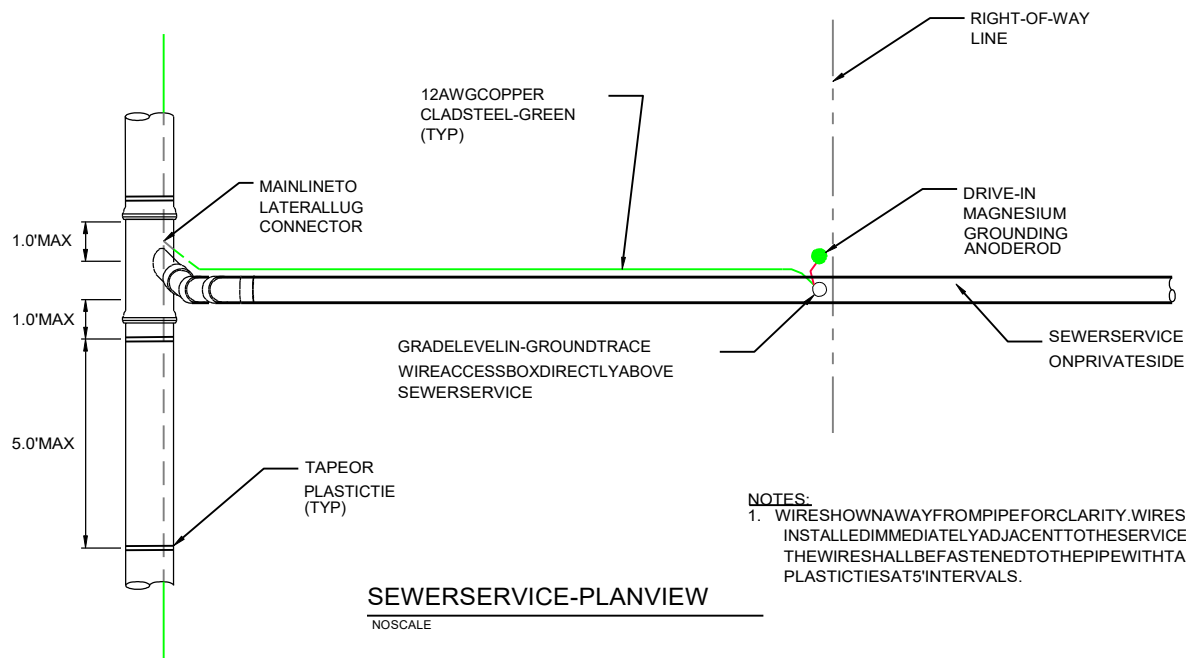 RIGHT-OF-WAY
LINE
12AWGCOPPER
CLADSTEEL-GREEN
(TYP)
MAINLINETO
LATERALLUG
CONNECTOR
DRIVE-IN
MAGNESIUM
GROUNDING
ANODEROD
1.0'MAX
1.0'MAX
GRADELEVELIN-GROUNDTRACE
WIREACCESSBOXDIRECTLYABOVE
SEWERSERVICE
SEWERSERVICE
ONPRIVATESIDE
5.0'MAX
TAPEOR
PLASTICTIE
(TYP)
NOTES:
1. WIRESHOWNAWAYFROMPIPEFORCLARITY.WIRES
INSTALLEDIMMEDIATELYADJACENTTOTHESERVICE
THEWIRESHALLBEFASTENEDTOTHEPIPEWITHTA
PLASTICTIESAT5'INTERVALS.
SEWERSERVICE-PLANVIEW
NOSCALE